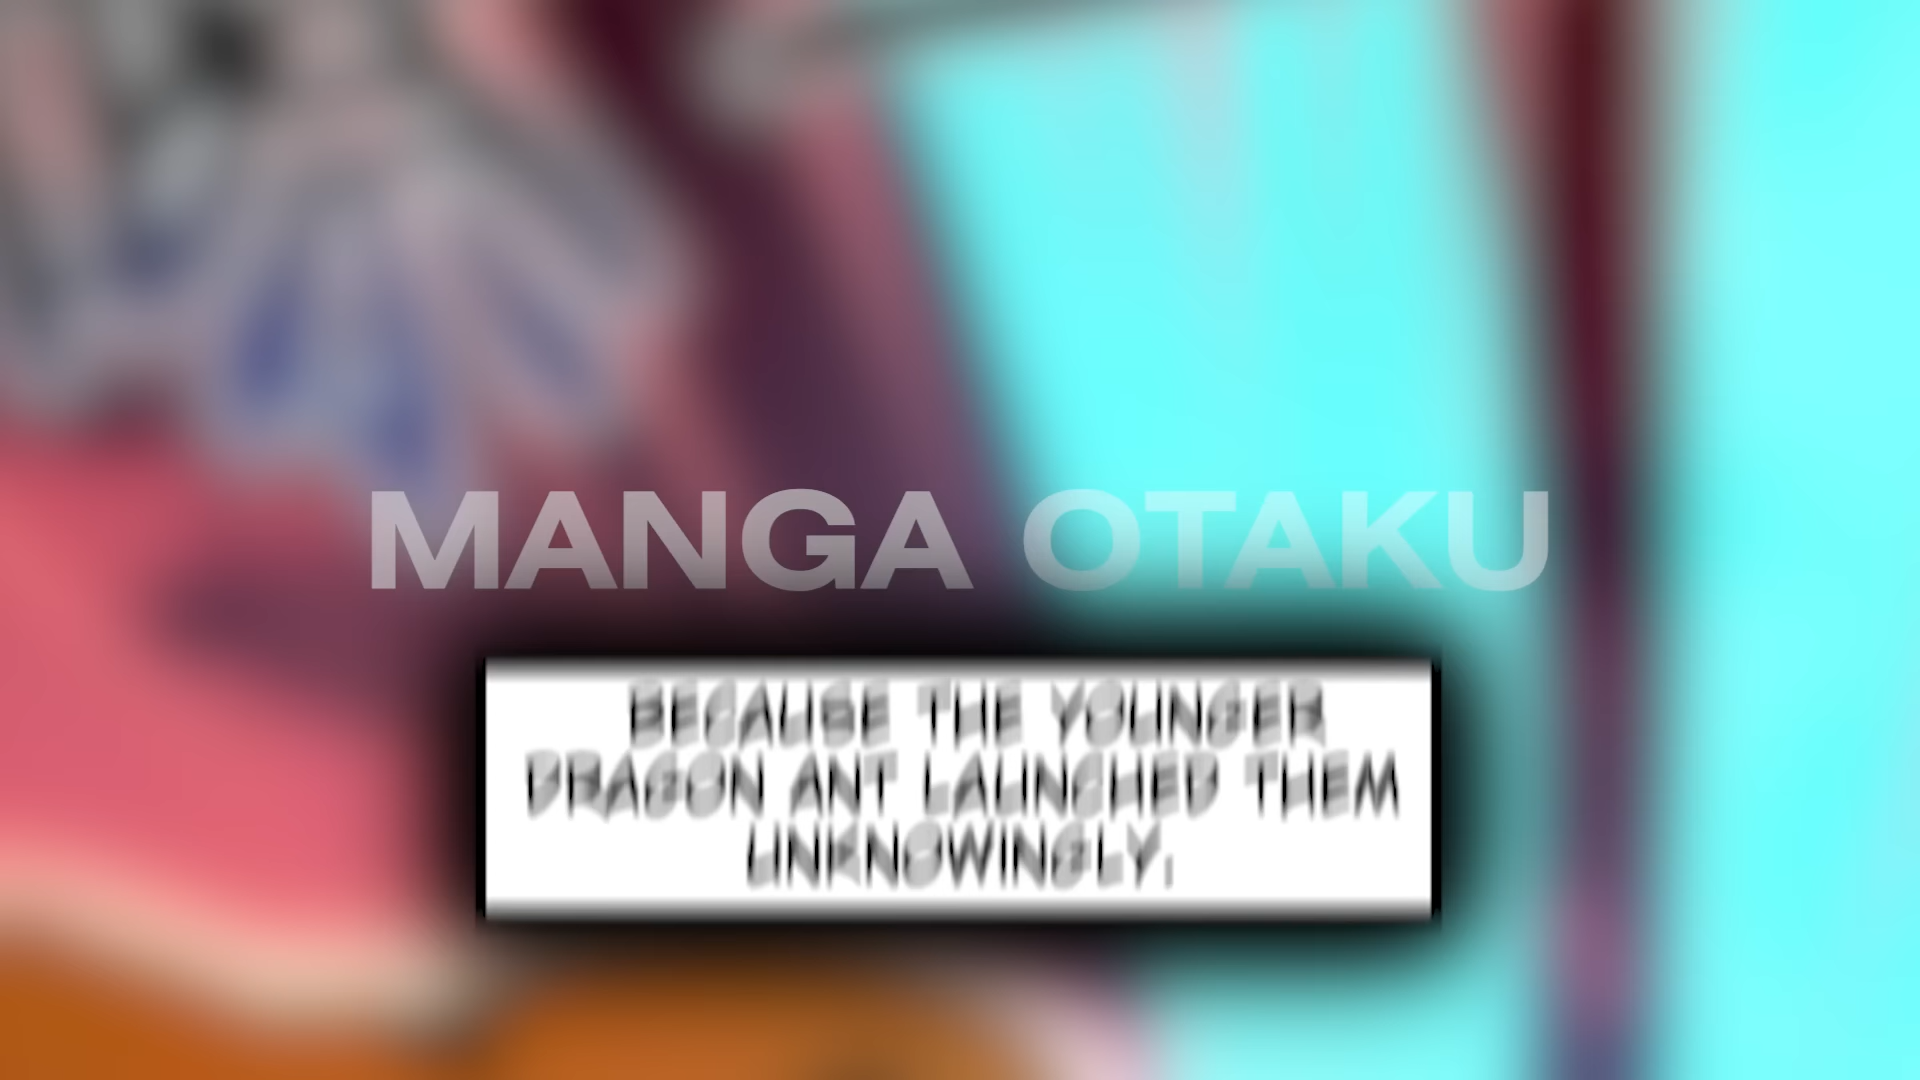 MANGA OTAKU
BECAUSE THE YOUNGER
DRAGON ANT LAUNCHED THEM
UNKNOWINGLY,